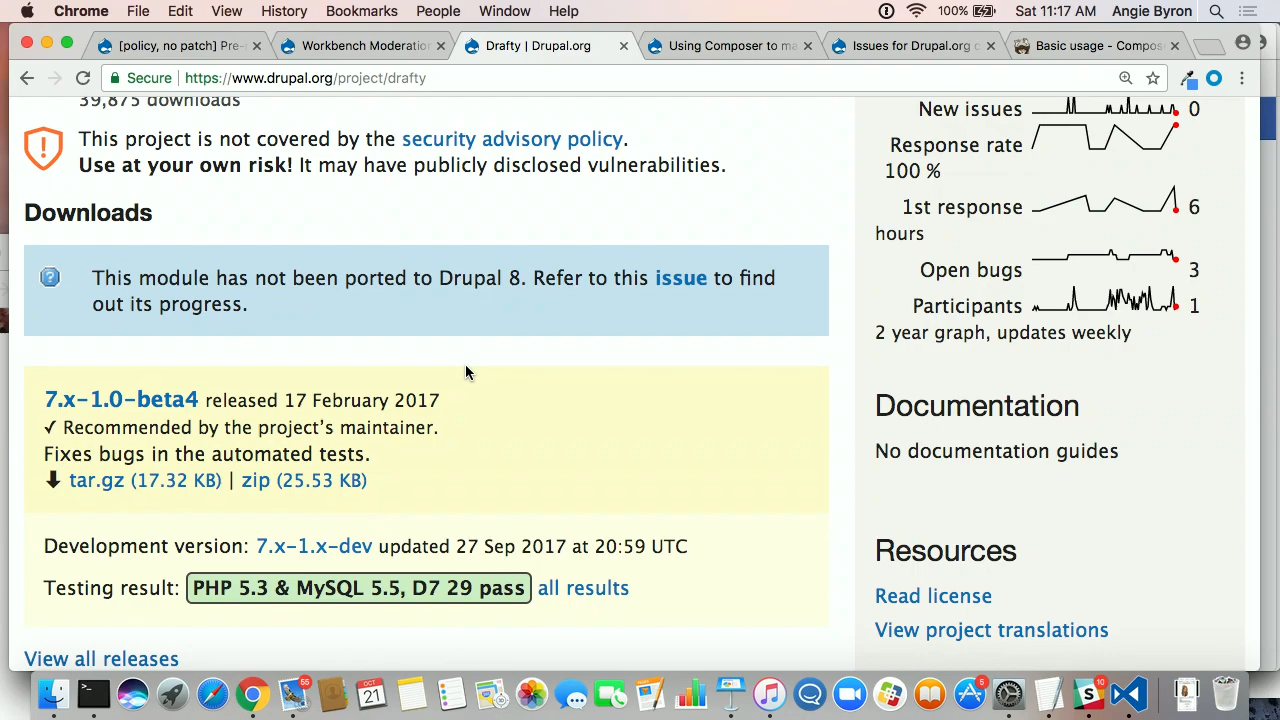 Chrome File Edit View History Bookmarks People Window Help 100% Sat 11:17 AM Angie Byron
[policy, no patch] Pre- × Workbench Moderation × Drafty | Drupal.org × Using Composer to ma × Issues for Drupal.org c × Basic usage - Compos ×
Secure https://www.drupal.org/project/drafty
39,875 downloads
This project is not covered by the security advisory policy.
Use at your own risk! It may have publicly disclosed vulnerabilities.
Downloads
This module has not been ported to Drupal 8. Refer to this issue to find
out its progress.
7.x-1.0-beta4 released 17 February 2017
✓ Recommended by the project's maintainer.
Fixes bugs in the automated tests.
tar.gz (17.32 KB) | zip (25.53 KB)
Development version: 7.x-1.x-dev updated 27 Sep 2017 at 20:59 UTC
Testing result: PHP 5.3 & MySQL 5.5, D7 29 pass all results
View all releases
New issues 0
Response rate
100 %
1st response 6
hours
Open bugs 3
Participants 1
2 year graph, updates weekly
Documentation
No documentation guides
Resources
Read license
View project translations
55
OCT
21
5
10